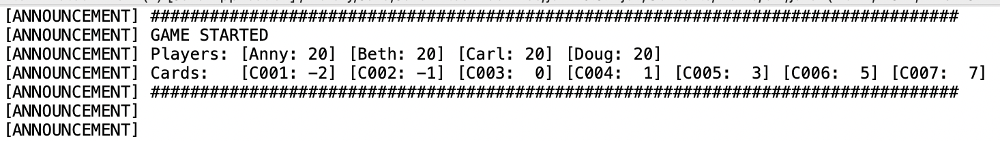 [ANNOUNCEMENT] ##################################################################################
[ANNOUNCEMENT] GAME STARTED
[ANNOUNCEMENT] Players: [Anny: 20] [Beth: 20] [Carl: 20] [Doug: 20]
[ANNOUNCEMENT] Cards:   [C001: -2] [C002: -1] [C003:  0] [C004:  1] [C005:  3] [C006:  5] [C007:  7]
[ANNOUNCEMENT] ##################################################################################
[ANNOUNCEMENT]
[ANNOUNCEMENT]